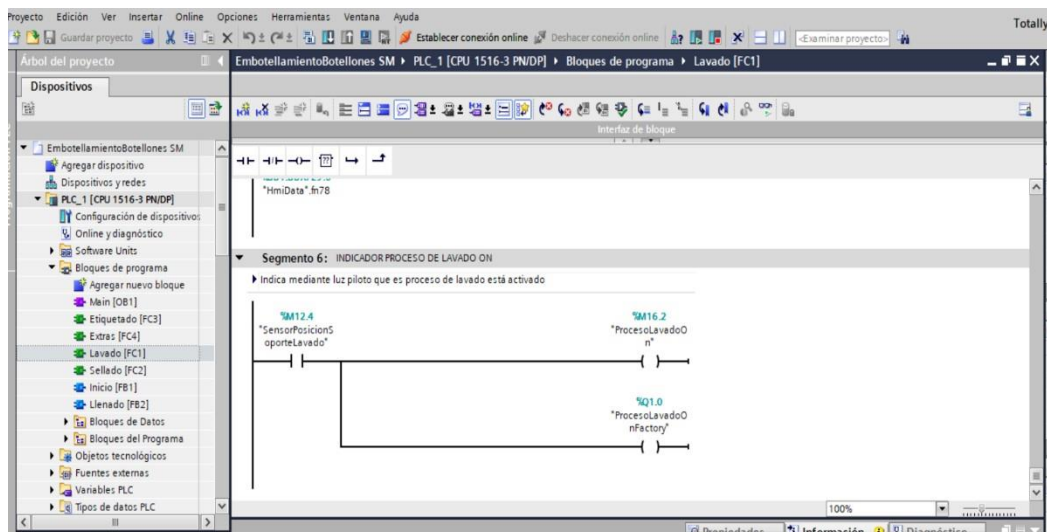 Proyecto Edición Ver Insertar Online Opciones Herramientas Ventana Ayuda
Totally
Guardar proyecto Establecer conexión online Deshacer conexión online <Examinar proyecto>
Árbol del proyecto
EmbotellamientoBotellones SM PLC_1 [CPU 1516-3 PN/DP] Bloques de programa Lavado [FC1]
Dispositivos
Interfaz de bloque
EmbotellamientoBotellones SM
Agregar dispositivo
Dispositivos y redes
PLC_1 [CPU 1516-3 PN/DP]
Configuración de dispositivos
Online y diagnóstico
Software Units
Bloques de programa
Agregar nuevo bloque
Main [OB1]
Etiquetado [FC3]
Extras [FC4]
Lavado [FC1]
Sellado [FC2]
Inicio [FB1]
Llenado [FB2]
Bloques de Datos
Bloques del Programa
Objetos tecnológicos
Fuentes externas
Variables PLC
Tipos de datos PLC
"HmiData".fn78
Segmento 6: INDICADOR PROCESO DE LAVADO ON
Indica mediante luz piloto que es proceso de lavado está activado
%M12.4
"SensorPosicionS
oporteLavado"
%M16.2
"ProcesoLavadoO
n"
%Q1.0
"ProcesoLavadoO
nFactory"
100%
Propiedades Información Diagnóstico